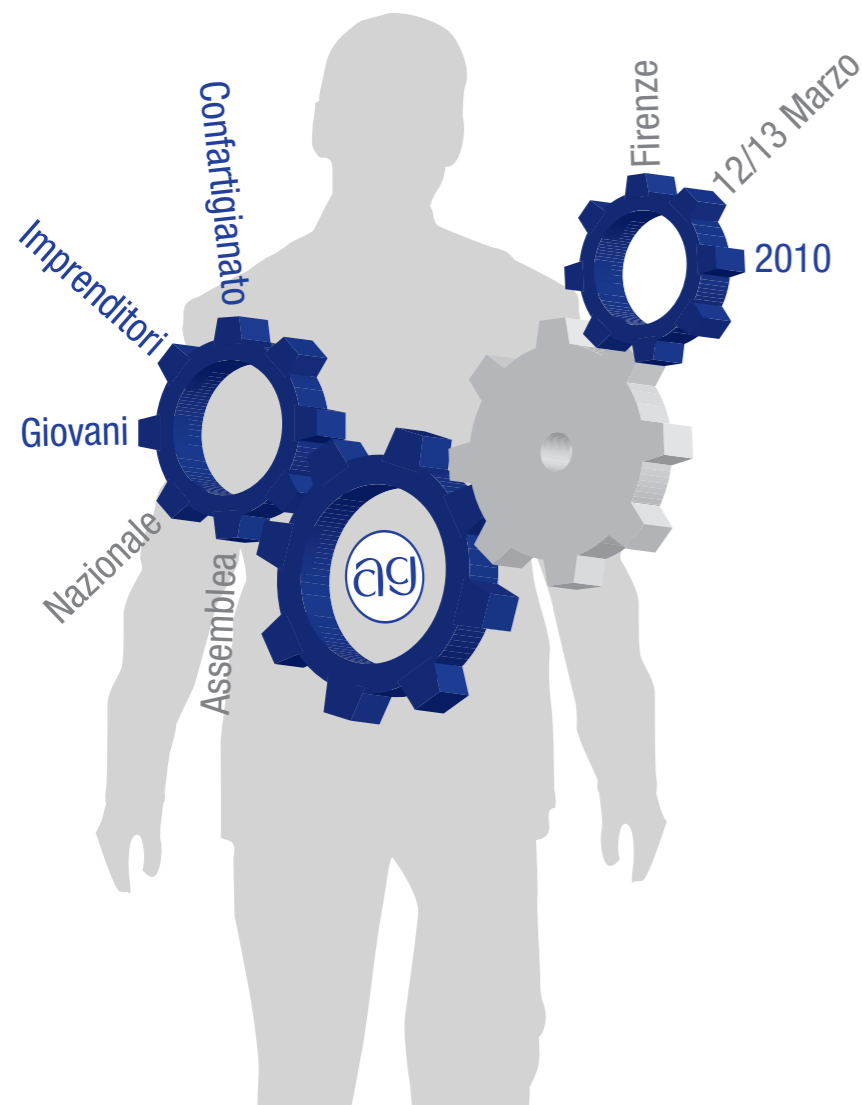 Assemblea
Nazionale
Giovani
Imprenditori
Confartigianato
Firenze
12/13 Marzo
2010
ag